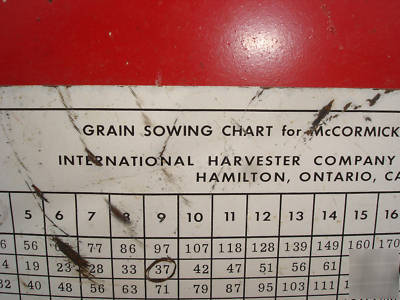 GRAIN SOWING CHART for McCORMICK
INTERNATIONAL HARVESTER COMPANY
HAMILTON, ONTARIO, CA
5 6 7 8 9 10 11 12 13 14 15 16
6 56 77 86 97 107 118 128 139 149 160 170
4 19 23 28 33 37 42 47 51 56 61
32 40 48 56 63 71 79 87 95 103 111